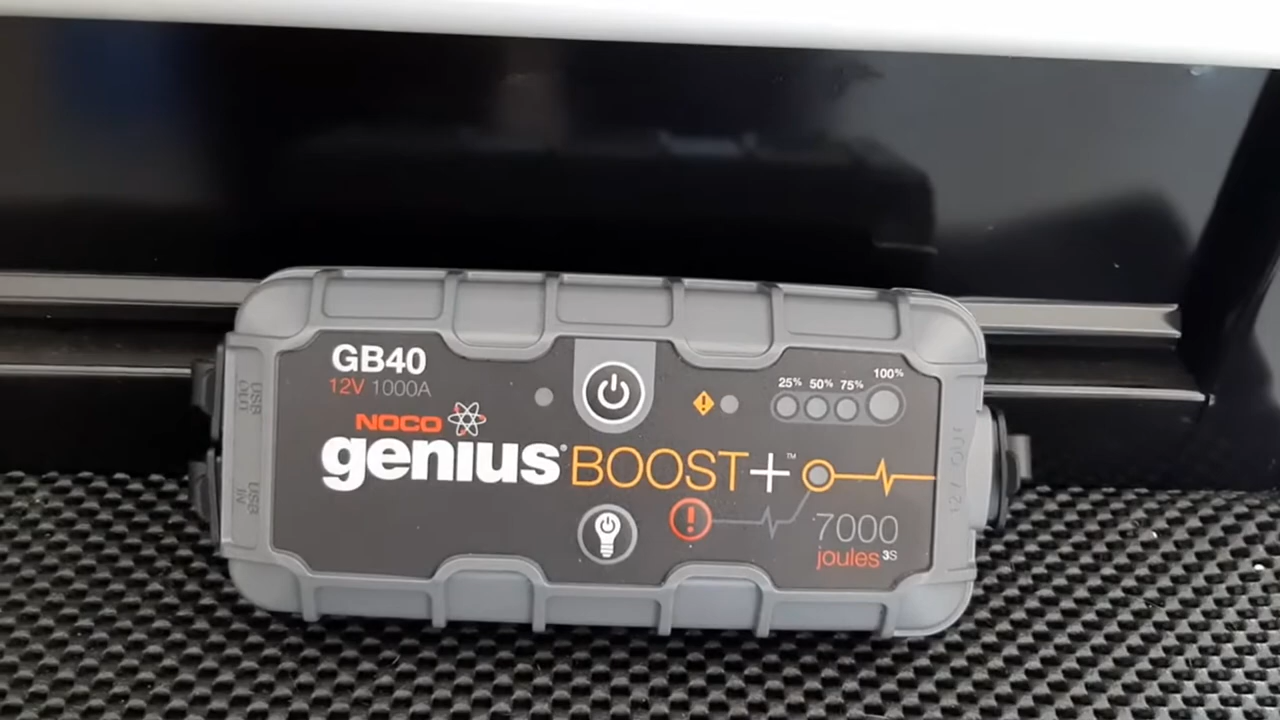 GB40
12V 1000A
NOCO
genius® BOOST+™
25% 50% 75% 100%
7000
joules 3S
USB OUT
USB IN
12V OUT